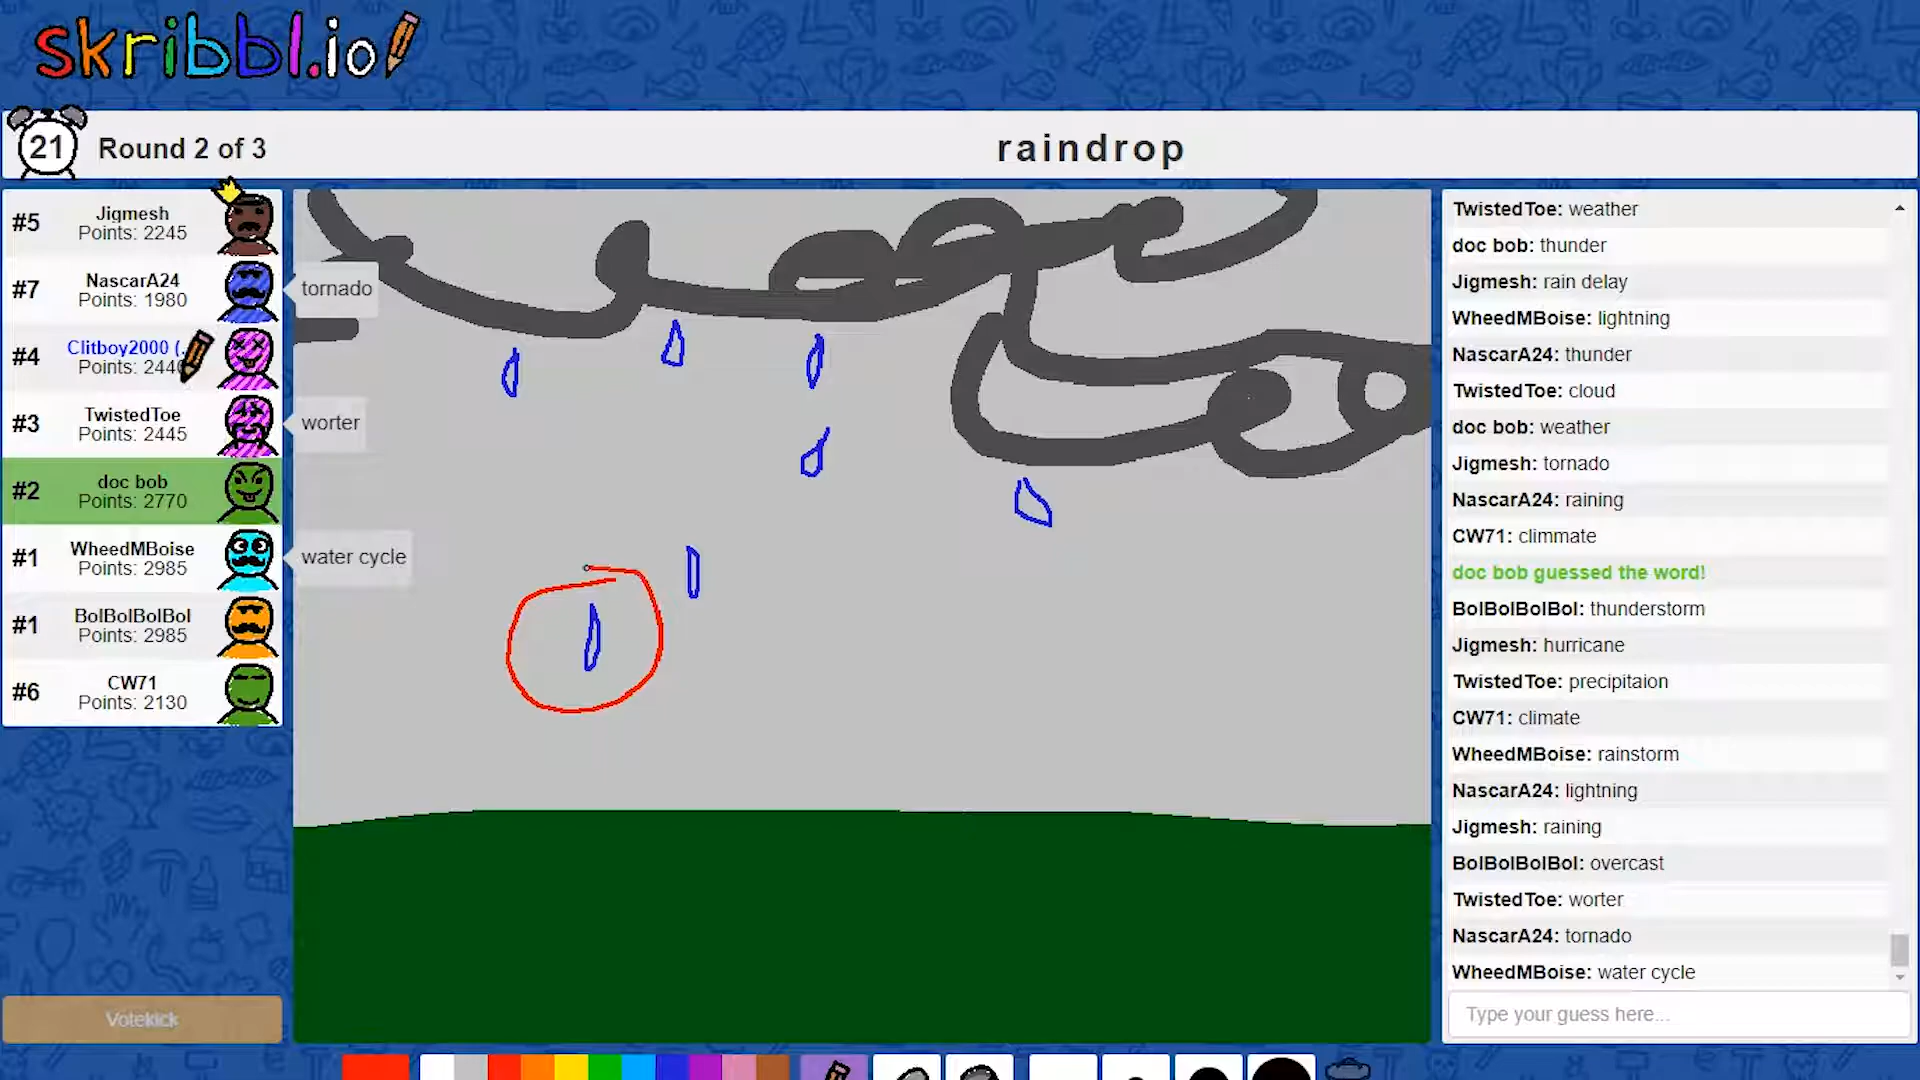 skribbl.io
21
Round 2 of 3
raindrop
#5
Jigmesh
Points: 2245
#7
NascarA24
Points: 1980
tornado
#4
Clitboy2000 (.
Points: 2440
#3
TwistedToe
Points: 2445
worter
#2
doc bob
Points: 2770
#1
WheedMBoise
Points: 2985
water cycle
#1
BolBolBolBol
Points: 2985
#6
CW71
Points: 2130
Votekick
TwistedToe: weather
doc bob: thunder
Jigmesh: rain delay
WheedMBoise: lightning
NascarA24: thunder
TwistedToe: cloud
doc bob: weather
Jigmesh: tornado
NascarA24: raining
CW71: climmate
doc bob guessed the word!
BolBolBolBol: thunderstorm
Jigmesh: hurricane
TwistedToe: precipitaion
CW71: climate
WheedMBoise: rainstorm
NascarA24: lightning
Jigmesh: raining
BolBolBolBol: overcast
TwistedToe: worter
NascarA24: tornado
WheedMBoise: water cycle
Type your guess here...